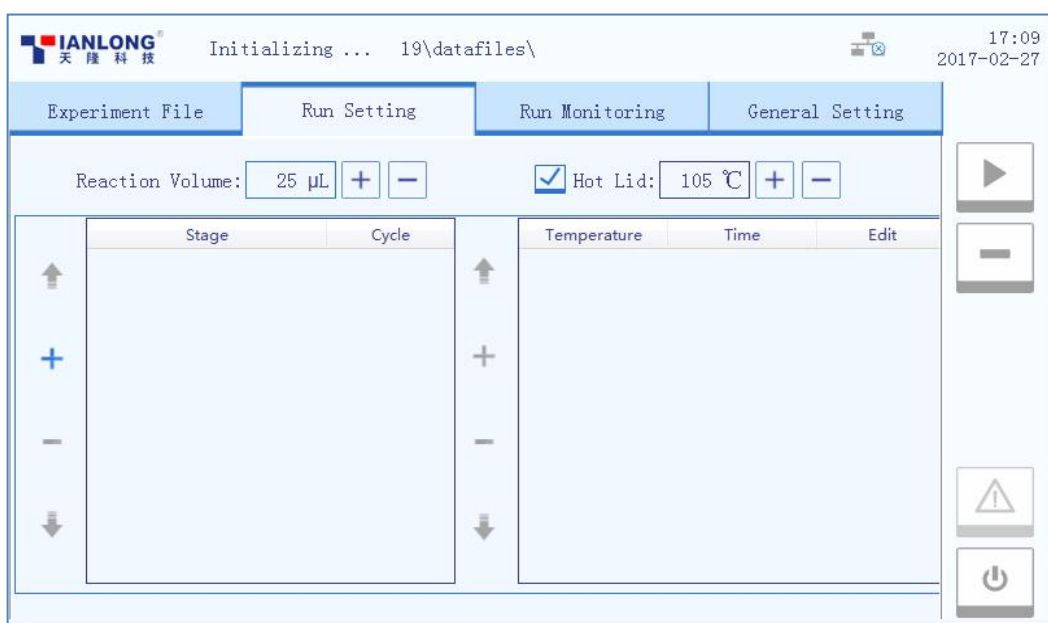 TIANLONG®
天隆科技
Initializing ... 19\datafiles\
17:09
2017-02-27
Experiment File Run Setting Run Monitoring General Setting
Reaction Volume: 25 μL + − Hot Lid: 105 ℃ + −
Stage Cycle Temperature Time Edit